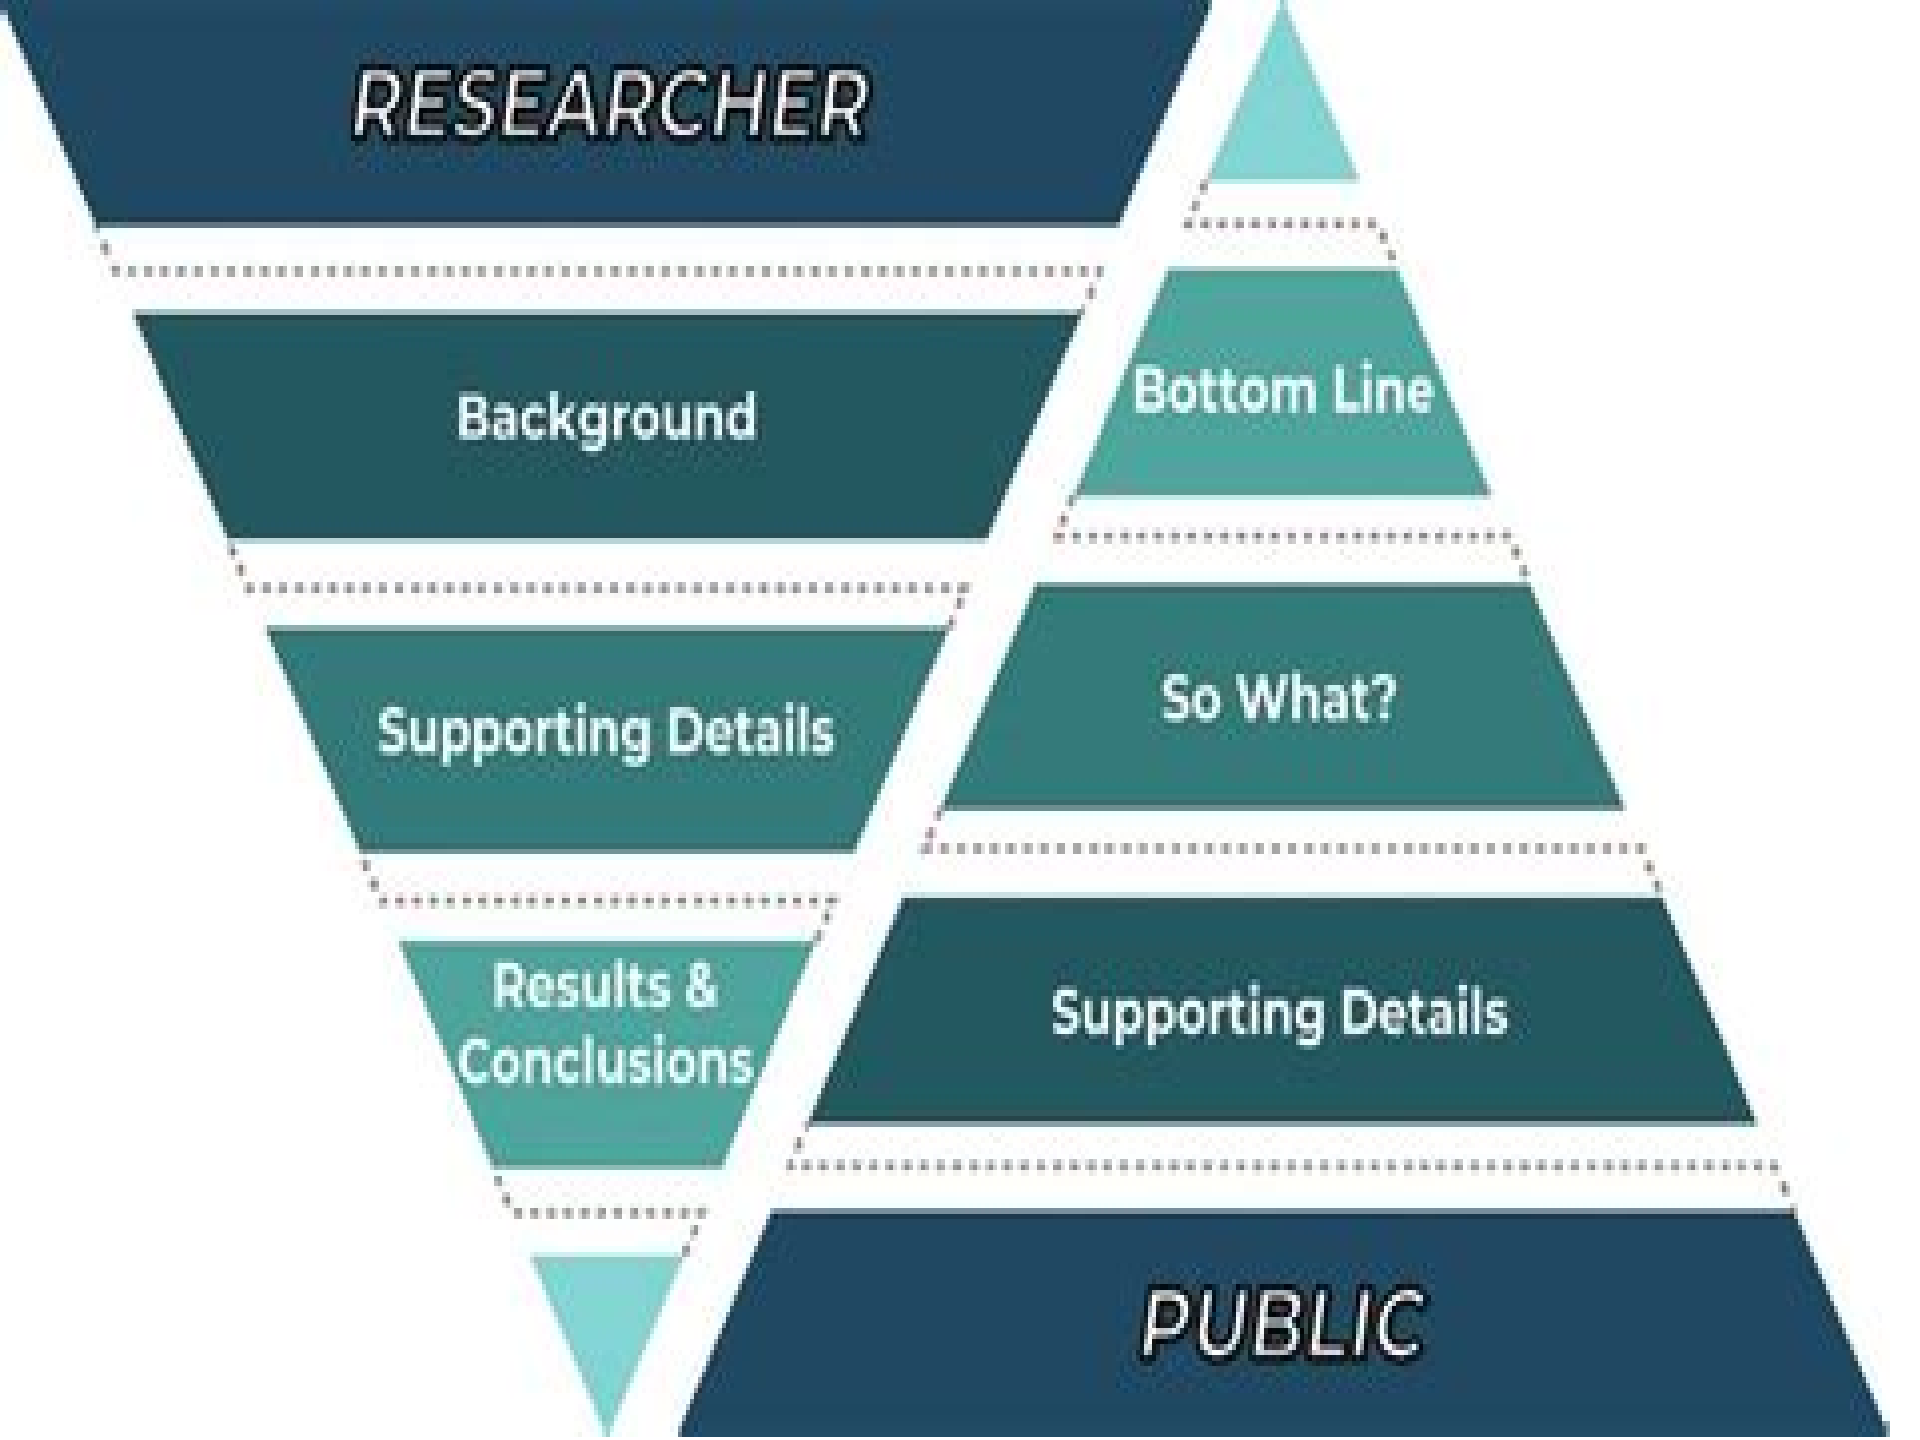 RESEARCHER
Background
Supporting Details
Results &
Conclusions
Bottom Line
So What?
Supporting Details
PUBLIC